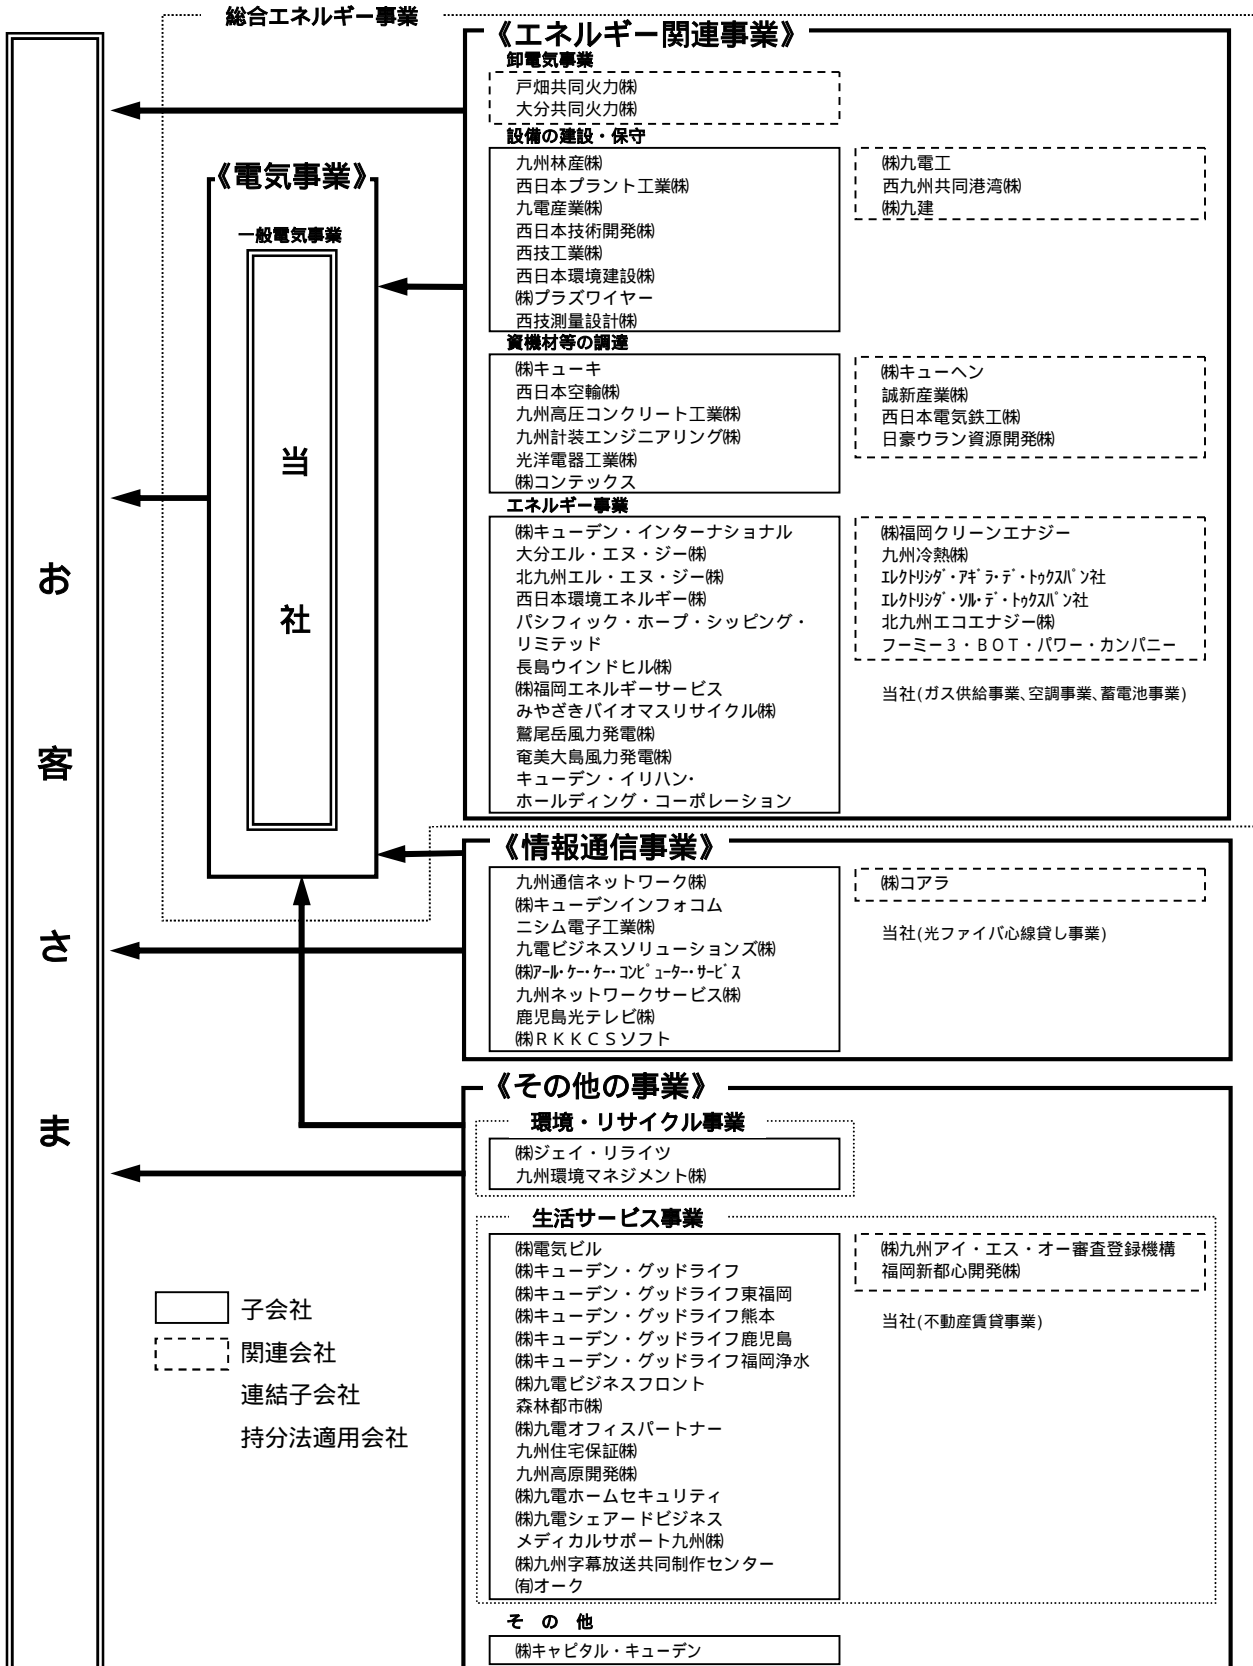 総合エネルギー事業
お
客
さ
ま
《電気事業》
一般電気事業
当
社
《エネルギー関連事業》
卸電気事業
戸畑共同火力㈱
大分共同火力㈱
設備の建設・保守
九州林産㈱
西日本プラント工業㈱
九電産業㈱
西日本技術開発㈱
西技工業㈱
西日本環境建設㈱
㈱プラズワイヤー
西技測量設計㈱
㈱九電工
西九州共同港湾㈱
㈱九建
資機材等の調達
㈱キューキ
西日本空輸㈱
九州高圧コンクリート工業㈱
九州計装エンジニアリング㈱
光洋電器工業㈱
㈱コンテックス
㈱キューヘン
誠新産業㈱
西日本電気鉄工㈱
日豪ウラン資源開発㈱
エネルギー事業
㈱キューデン・インターナショナル
大分エル・エヌ・ジー㈱
北九州エル・エヌ・ジー㈱
西日本環境エネルギー㈱
パシフィック・ホープ・シッピング・
リミテッド
長島ウインドヒル㈱
㈱福岡エネルギーサービス
みやざきバイオマスリサイクル㈱
鷲尾岳風力発電㈱
奄美大島風力発電㈱
キューデン・イリハン・
ホールディング・コーポレーション
㈱福岡クリーンエナジー
九州冷熱㈱
ｴﾚｸﾄﾘｼﾀﾞ・ｱｷﾞﾗ・ﾃﾞ・ﾄｩｸｽﾊﾟﾝ社
ｴﾚｸﾄﾘｼﾀﾞ・ｿﾙ・ﾃﾞ・ﾄｩｸｽﾊﾟﾝ社
北九州エコエナジー㈱
フーミー３・ＢＯＴ・パワー・カンパニー
当社(ガス供給事業、空調事業、蓄電池事業)
《情報通信事業》
九州通信ネットワーク㈱
㈱キューデンインフォコム
ニシム電子工業㈱
九電ビジネスソリューションズ㈱
㈱ｱｰﾙ・ｹｰ・ｹｰ・ｺﾝﾋﾟｭｰﾀｰ・ｻｰﾋﾞｽ
九州ネットワークサービス㈱
鹿児島光テレビ㈱
㈱ＲＫＫＣＳソフト
㈱コアラ
当社(光ファイバ心線貸し事業)
《その他の事業》
環境・リサイクル事業
㈱ジェイ・リライツ
九州環境マネジメント㈱
生活サービス事業
㈱電気ビル
㈱キューデン・グッドライフ
㈱キューデン・グッドライフ東福岡
㈱キューデン・グッドライフ熊本
㈱キューデン・グッドライフ鹿児島
㈱キューデン・グッドライフ福岡浄水
㈱九電ビジネスフロント
森林都市㈱
㈱九電オフィスパートナー
九州住宅保証㈱
九州高原開発㈱
㈱九電ホームセキュリティ
㈱九電シェアードビジネス
メディカルサポート九州㈱
㈱九州字幕放送共同制作センター
㈲オーク
㈱九州アイ・エス・オー審査登録機構
福岡新都心開発㈱
当社(不動産賃貸事業)
そ の 他
㈱キャピタル・キューデン
子会社
関連会社
連結子会社
持分法適用会社